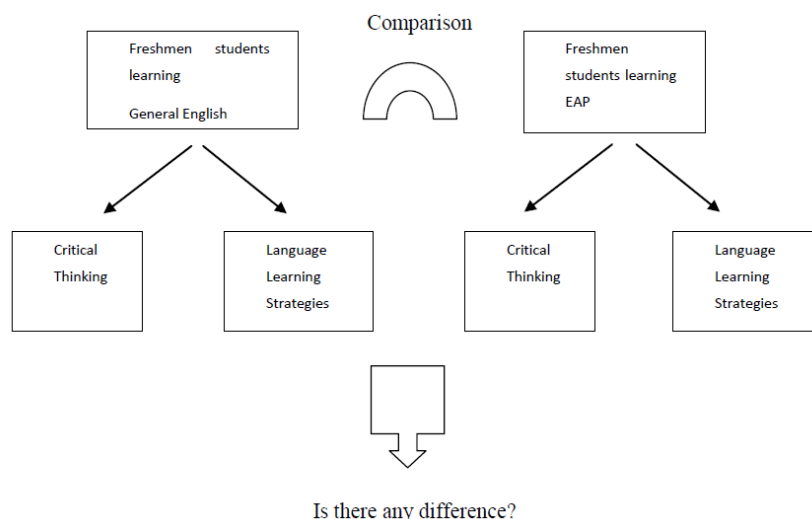 Comparison
Freshmen students
learning
General English
Freshmen
students learning
EAP
Critical
Thinking
Language
Learning
Strategies
Critical
Thinking
Language
Learning
Strategies
Is there any difference?